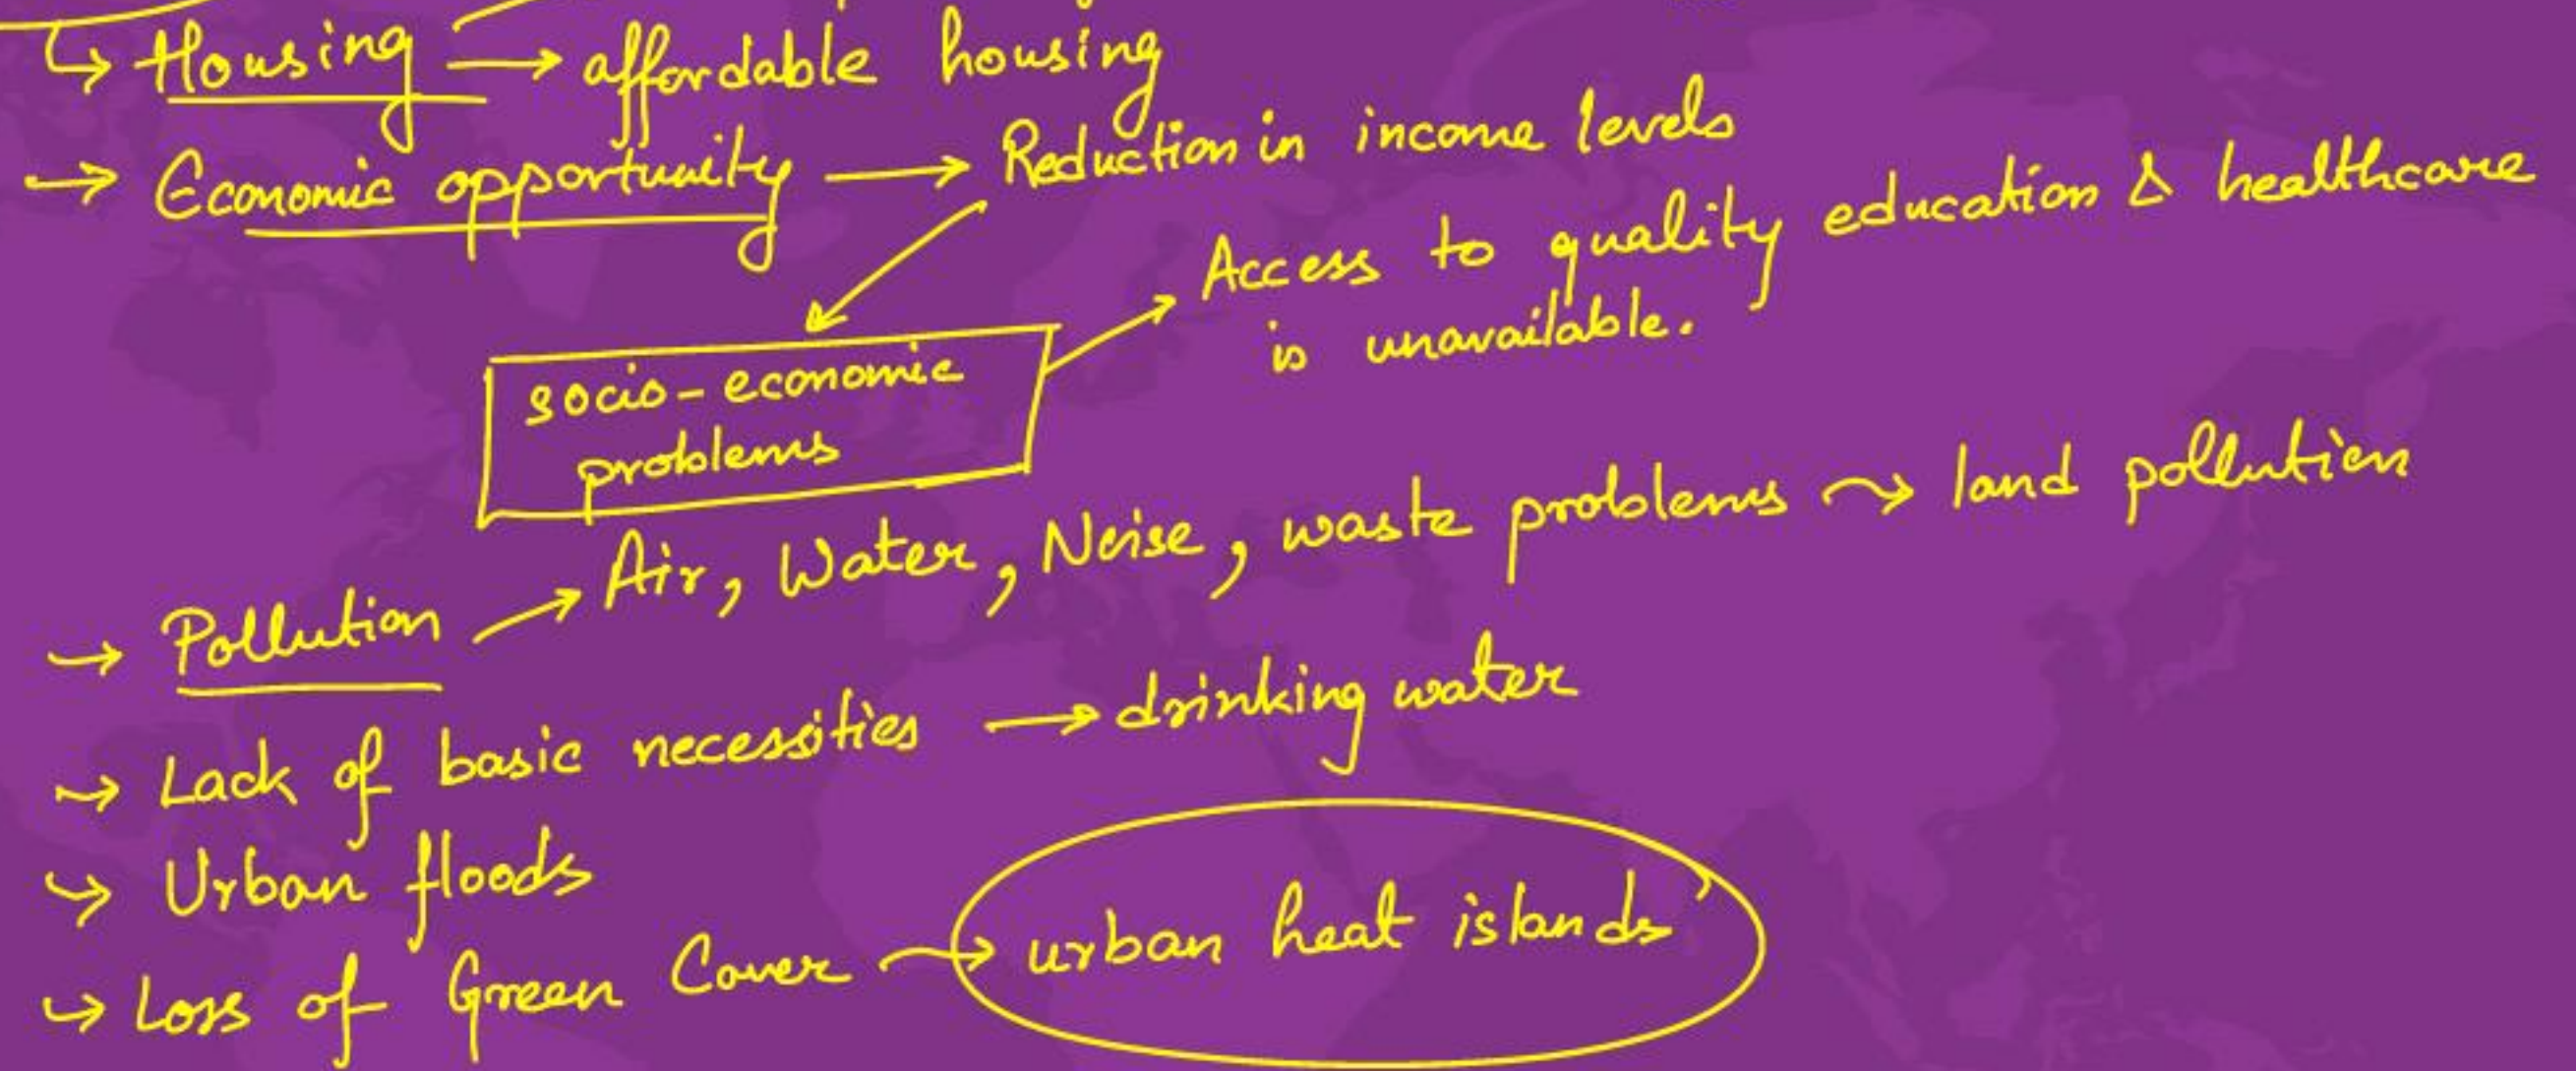 ↳ Housing → affordable housing
→ Economic opportunity → Reduction in income levels
Access to quality education & healthcare
is unavailable.
socio-economic
problems
→ Pollution → Air, Water, Noise, waste problems → land pollution
→ Lack of basic necessities → drinking water
↳ Urban floods
↳ Loss of Green Cover → urban heat islands